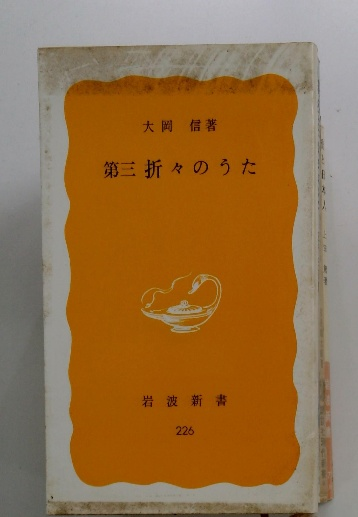 大岡 信著
第三 折々のうた
岩波新書
226